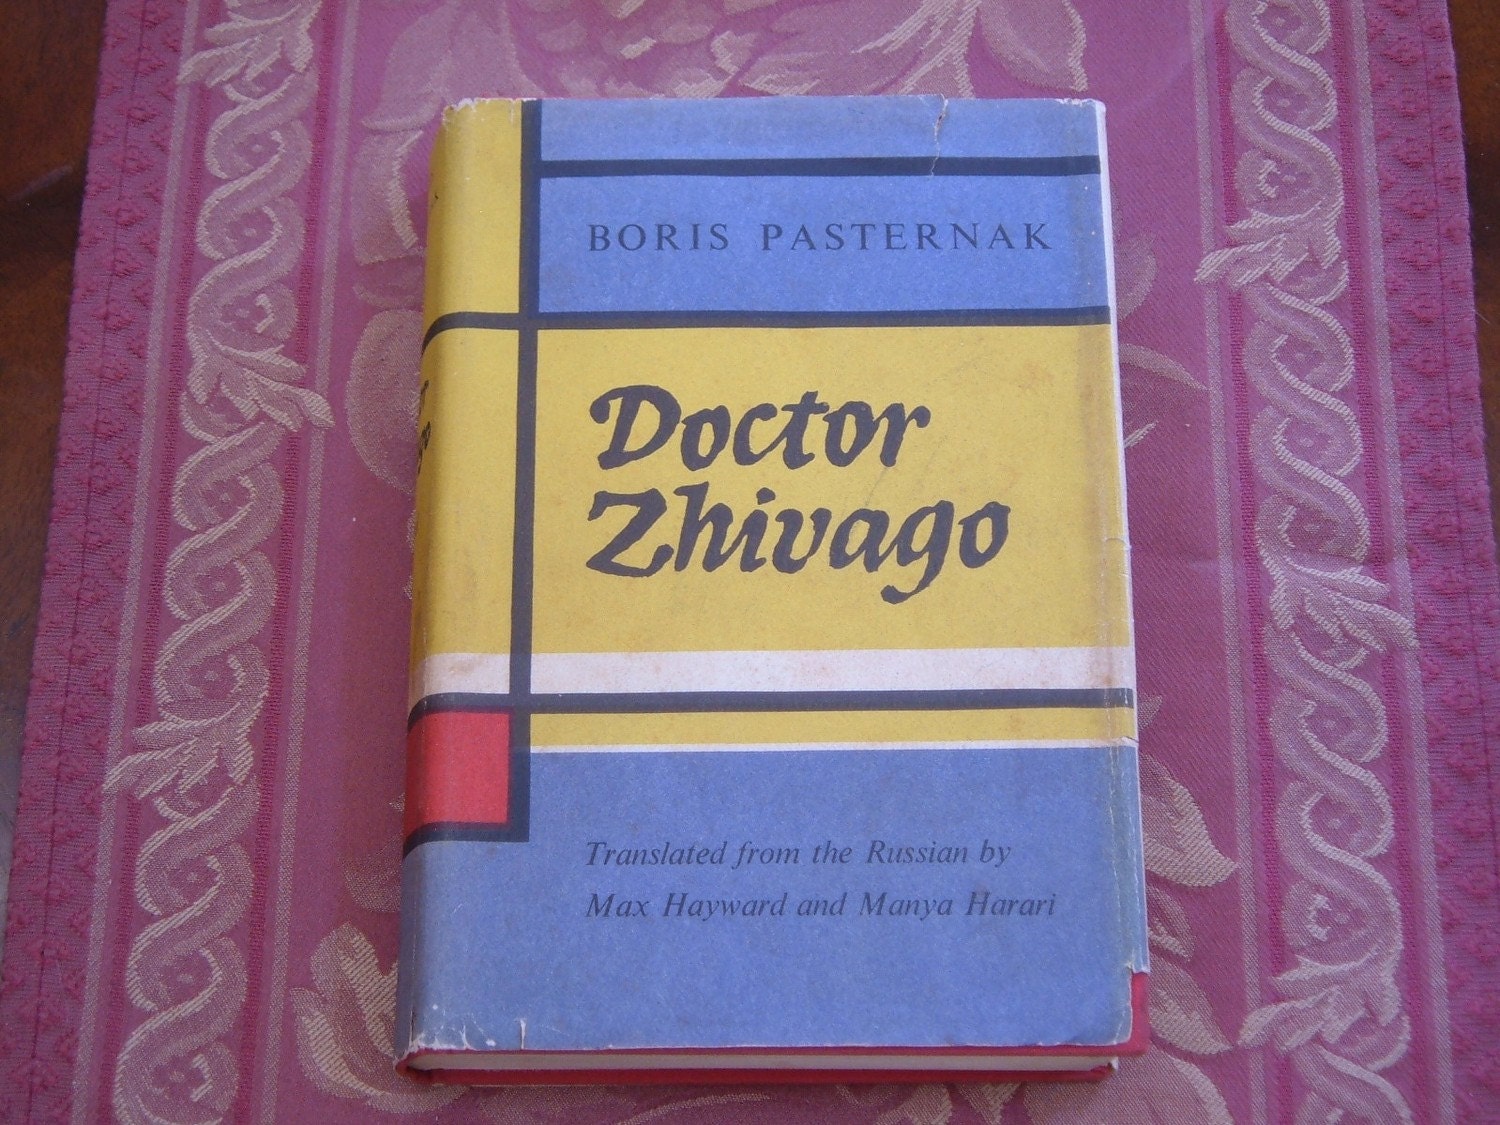 BORIS PASTERNAK
Doctor
Zhivago
Translated from the Russian by
Max Hayward and Manya Harari